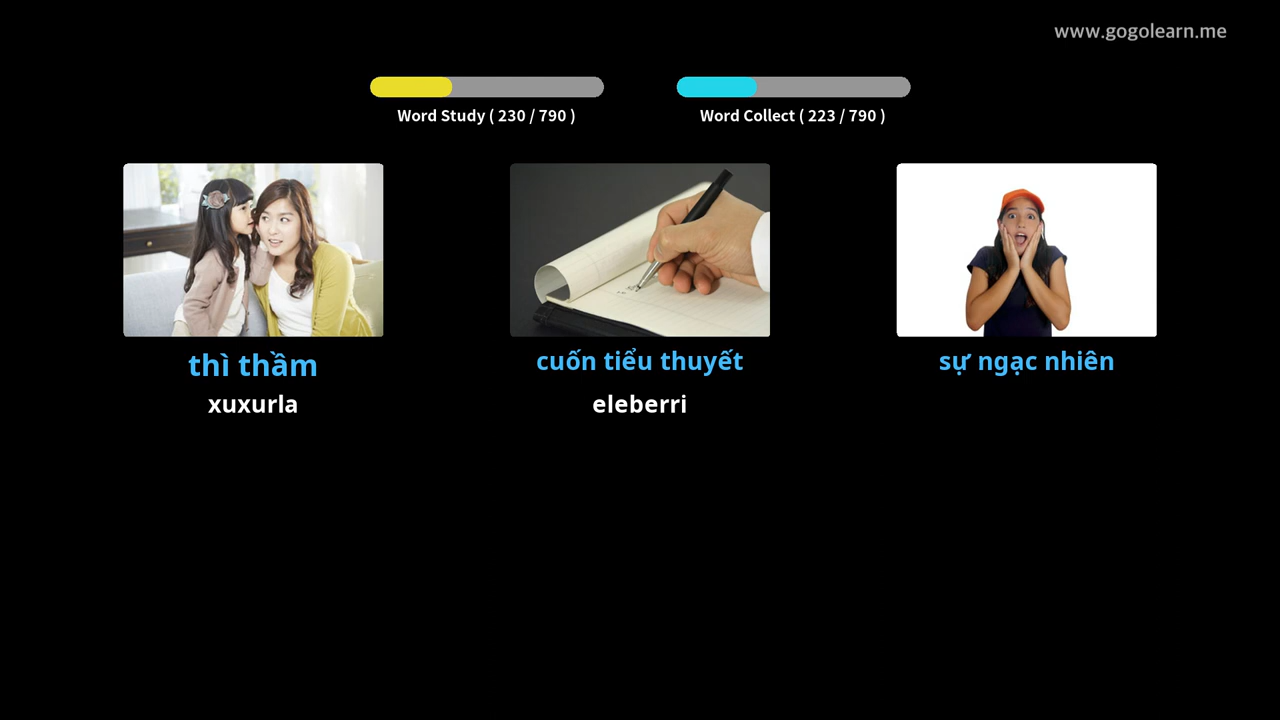 www.gogolearn.me
Word Study ( 230 / 790 )
Word Collect ( 223 / 790 )
thì thầm
cuốn tiểu thuyết
sự ngạc nhiên
xuxurla
eleberri